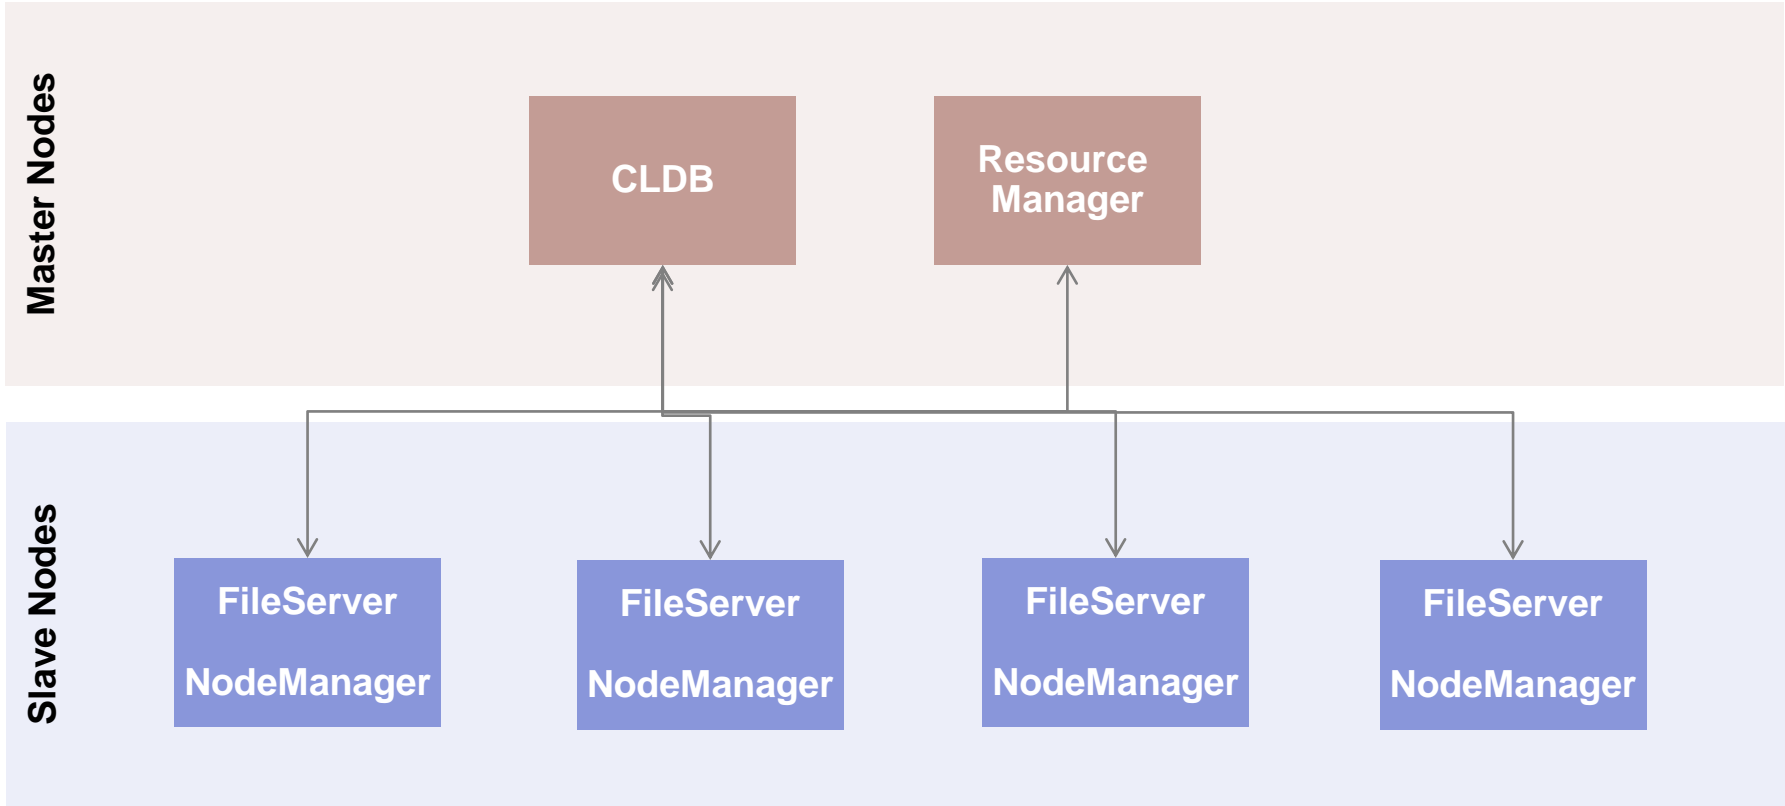 Master Nodes
CLDB
Resource
Manager
Slave Nodes
FileServer
NodeManager
FileServer
NodeManager
FileServer
NodeManager
FileServer
NodeManager